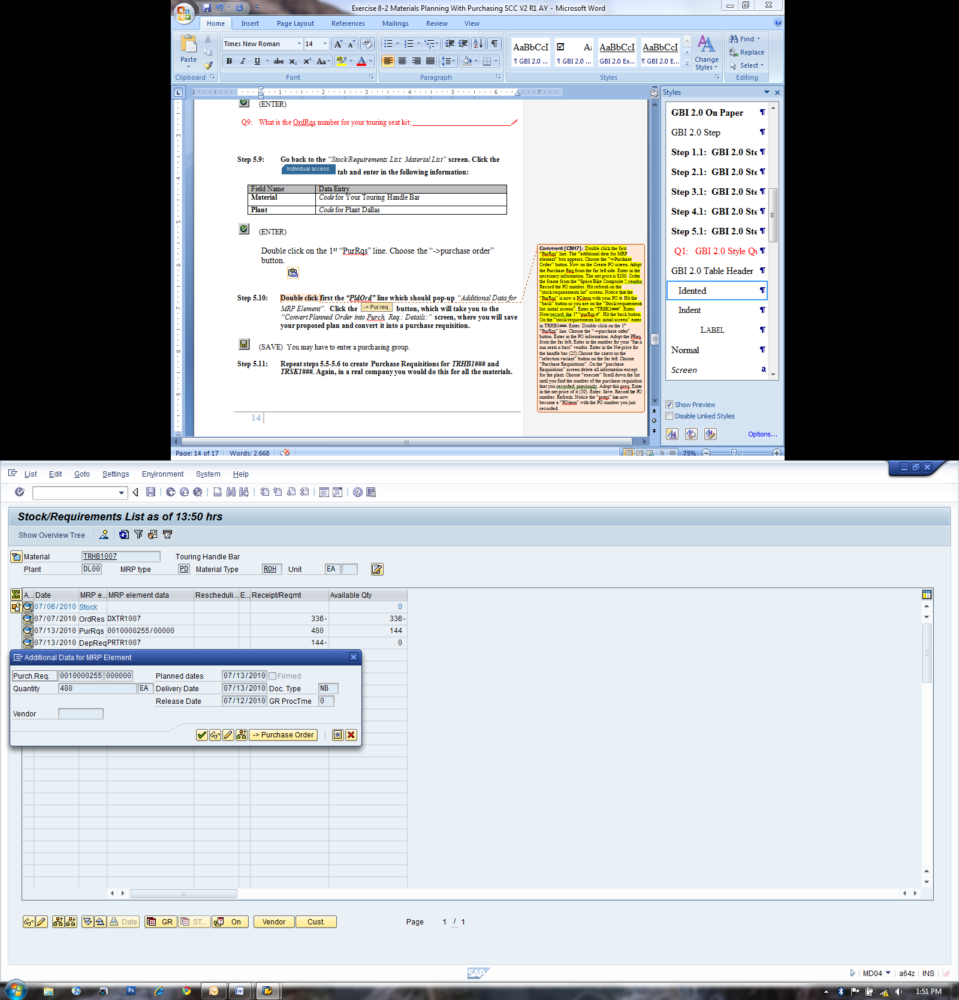 Exercise 8-2 Materials Planning With Purchasing SCC V2 R1 AY - Microsoft Word
Home Insert Page Layout References Mailings Review View
Paste
Times New Roman 14
AaBbCcI AaBbCcI AaBbCcI
¶ GBI 2.0 ... ¶ GBI 2.0 ... GBI 2.0 Ex... ¶ GBI 2.0 E...
Change Styles
Find
Replace
Select
Clipboard Font Paragraph Styles Editing
(ENTER)
Q9: What is the OrdRqs number for your touring seat kit:
Step 5.9: Go back to the “Stock/Requirements List: Material List” screen. Click the
Individual access tab and enter in the following information:
Field Name Data Entry
Material Code for Your Touring Handle Bar
Plant Code for Plant Dallas
(ENTER)
Double click on the 1st “PurRqs” line. Choose the “->purchase order”
button.
Step 5.10: Double click first the “PldOrd” line which should pop-up “Additional Data for
MRP Element”. Click the -> Pur.req. button, which will take you to the
“Convert Planned Order into Purch. Req.: Details:” screen, where you will save
your proposed plan and convert it into a purchase requisition.
(SAVE) You may have to enter a purchasing group.
Step 5.11: Repeat steps 5.5-5.6 to create Purchase Requisitions for TRHB1### and
TRSK1###. Again, in a real company you would do this for all the materials.
14
Comment [CBH7]: Double click the first
“PurRqs” line. The “additional data for MRP
element” box appears. Choose the “->Purchase
Order” button. Now on the Create PO screen. Adopt
the Purchase Req from the far left side. Enter in the
necessary information. The net price is $200. Order
the frame from the “Space Bike Composite” vendor.
Record the PO number. Hit refresh on the
“stock/requirements list” screen. Notice that the
“PurRqs” is now a POitem with your PO #. Hit the
“back” button so you are on the “Stock/requirements
list: initial screen”. Enter in “TRSK1###”. Enter.
Note/record the 1st “purRqs #”. Hit the back button.
On the “stock/requirements list: initial screen” enter
in TRHB1###. Enter. Double click on the 1st
“PurRqs” line. Choose the “->purchase order”
button. Enter in the PO information. Adopt the PReq
from the far left. Enter in the number for your “fun n
sun seats n bars” vendor. Enter in the Net price for
the handle bar (25).Choose the carrot on the
“selection variant” button on the far left. Choose
“Purchase Requisitions”. On the “purchase
Requisitions” screen delete all information except
for the plant. Choose “execute” Scroll down the list
until you find the number of the purchase requisition
that you recorded previously. Adopt this preq. Enter
in the net price of it (50). Enter. Save. Record the PO
number. Refresh. Notice the “preqs” has now
become a “POitem” with the PO number you just
recorded.
Styles
GBI 2.0 On Paper ¶
GBI 2.0 Step ¶
Step 1.1: GBI 2.0 Ste ¶
Step 2.1: GBI 2.0 Ste ¶
Step 3.1: GBI 2.0 Ste ¶
Step 4.1: GBI 2.0 Ste ¶
Step 5.1: GBI 2.0 Ste ¶
Q1: GBI 2.0 Style Qu ¶
GBI 2.0 Table Header ¶
Idented ¶
Indent ¶
LABEL ¶
Normal ¶
Screen a
Show Preview
Disable Linked Styles
Options...
Page: 14 of 17 Words: 2,668 75%
List Edit Goto Settings Environment System Help
Stock/Requirements List as of 13:50 hrs
Show Overview Tree
Material TRHB1007 Touring Handle Bar
Plant DL00 MRP type PD Material Type ROH Unit EA
A... Date MRP e... MRP element data Rescheduli... E... Receipt/Reqmt Available Qty
07/06/2010 Stock 0
07/07/2010 OrdRes DXTR1007 336- 336-
07/13/2010 PurRqs 0010000255/00000 480 144
07/13/2010 DepReq PRTR1007 144- 0
Additional Data for MRP Element
Purch.Req. 0010000255 000000 Planned dates 07/13/2010 Firmed
Quantity 480 EA Delivery Date 07/13/2010 Doc. Type NB
Release Date 07/12/2010 GR ProcTme 0
Vendor
-> Purchase Order
Date GR ST... On Vendor Cust. Page 1 / 1
SAP
MD04 a64z INS
1:51 PM